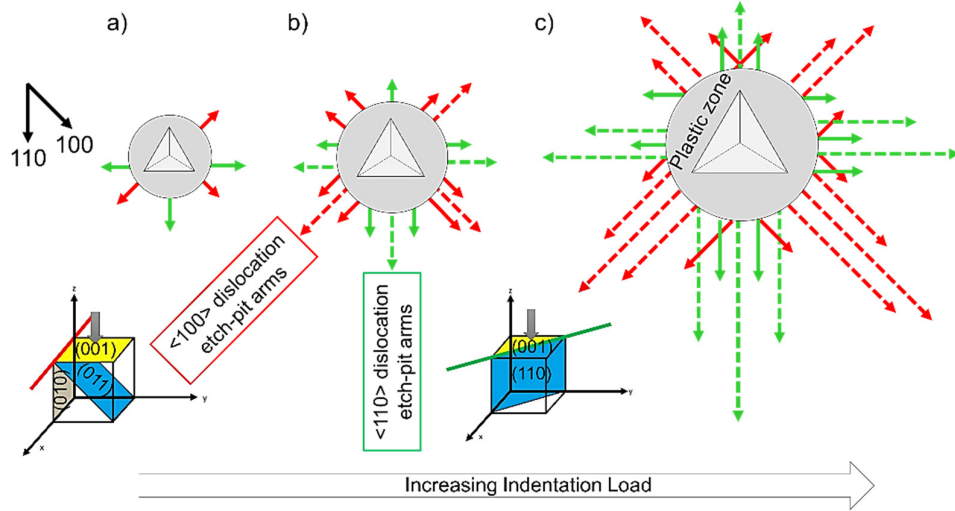 a)
b)
c)
110
100
Plastic zone
<100> dislocation
etch-pit arms
<110> dislocation
etch-pit arms
z
(001)
(010)
(011)
y
x
z
(001)
(110)
y
x
Increasing Indentation Load